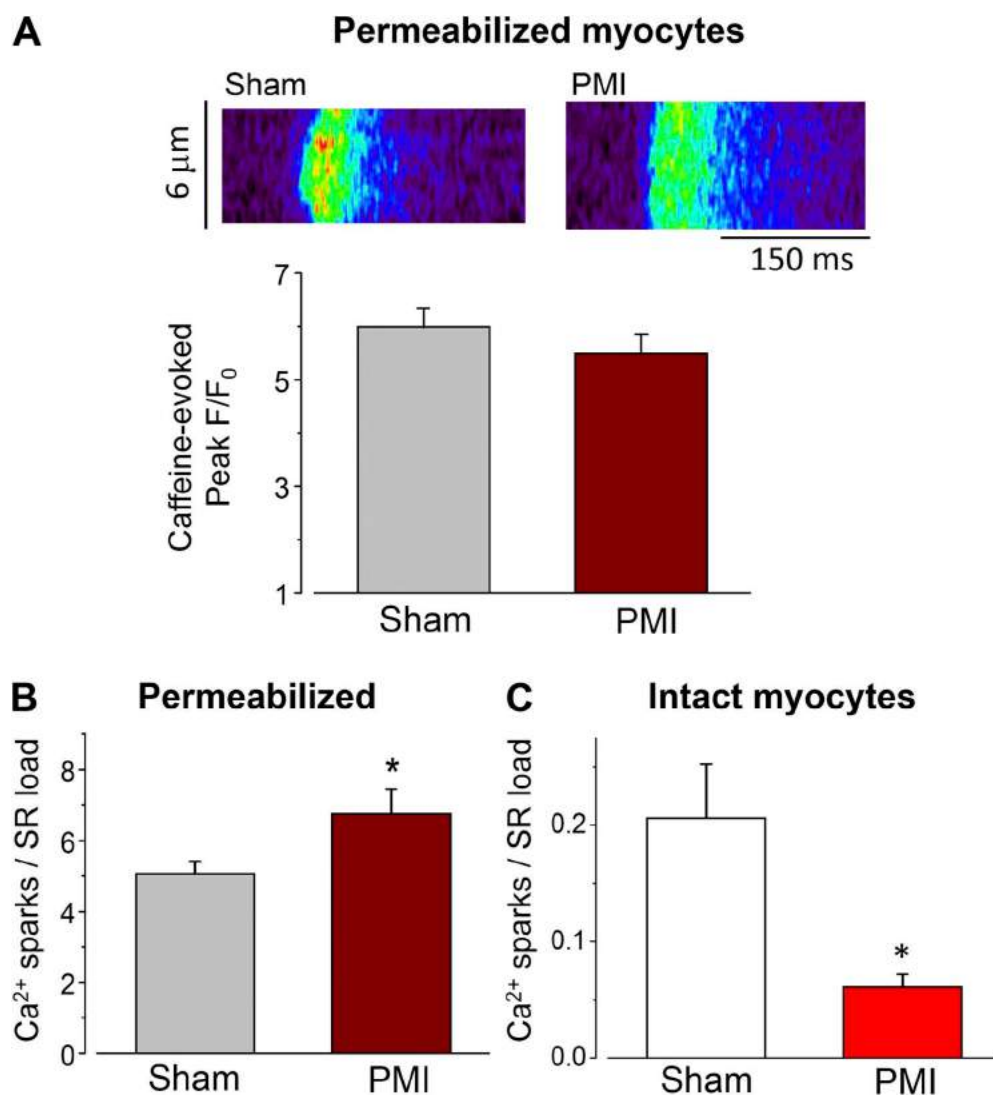 A
Permeabilized myocytes
Sham
PMI
6 μm
150 ms
Caffeine-evoked
Peak F/F₀
7
5
3
1
Sham
PMI
B
Permeabilized
Ca²⁺ sparks / SR load
8
6
4
2
0
*
Sham
PMI
C
Intact myocytes
Ca²⁺ sparks / SR load
0.2
0.1
0.0
*
Sham
PMI